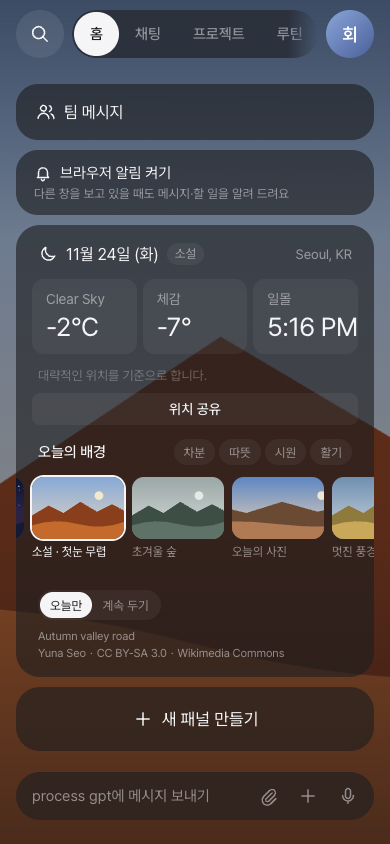 홈
채팅
프로젝트
루틴
회
팀 메시지
브라우저 알림 켜기
다른 창을 보고 있을 때도 메시지·할 일을 알려 드려요
11월 24일 (화)
소설
Seoul, KR
Clear Sky
-2°C
체감
-7°
일몰
5:16 PM
대략적인 위치를 기준으로 합니다.
위치 공유
오늘의 배경
차분
따뜻
시원
활기
소설 · 첫눈 무렵
초겨울 숲
오늘의 사진
멋진 풍경
오늘만
계속 두기
Autumn valley road
Yuna Seo · CC BY-SA 3.0 · Wikimedia Commons
새 패널 만들기
process gpt에 메시지 보내기